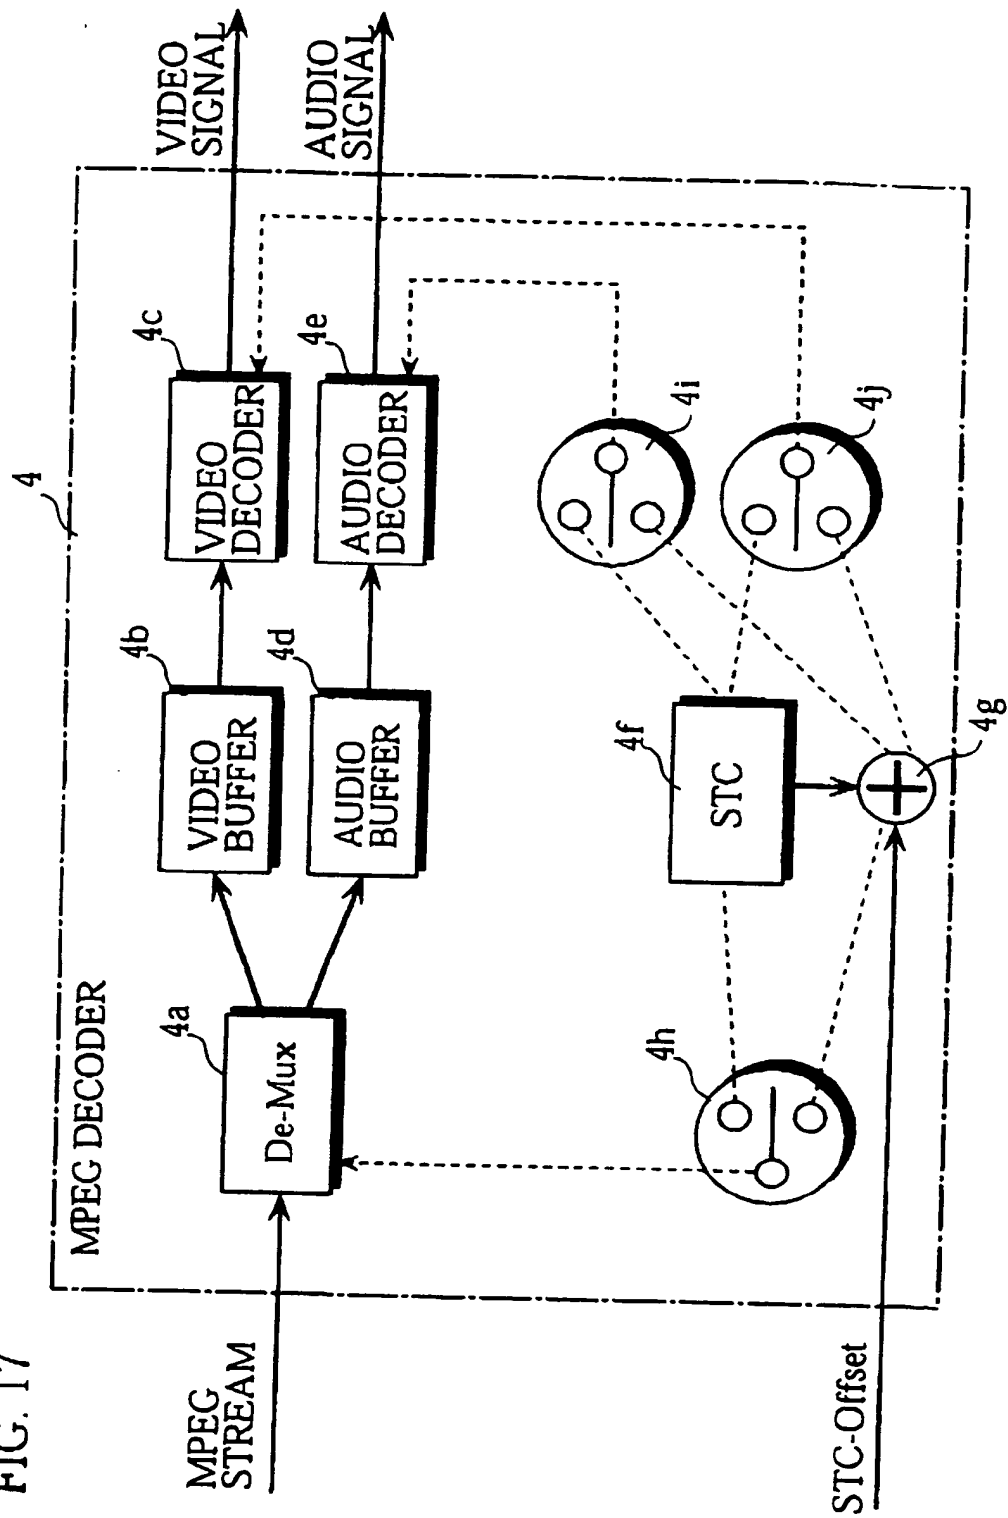 FIG. 17
MPEG DECODER
4
MPEG
STREAM
De-Mux
4a
VIDEO
BUFFER
4b
VIDEO
DECODER
4c
VIDEO
SIGNAL
AUDIO
BUFFER
4d
AUDIO
DECODER
4e
AUDIO
SIGNAL
STC
4f
4g
4h
4i
4j
STC-Offset